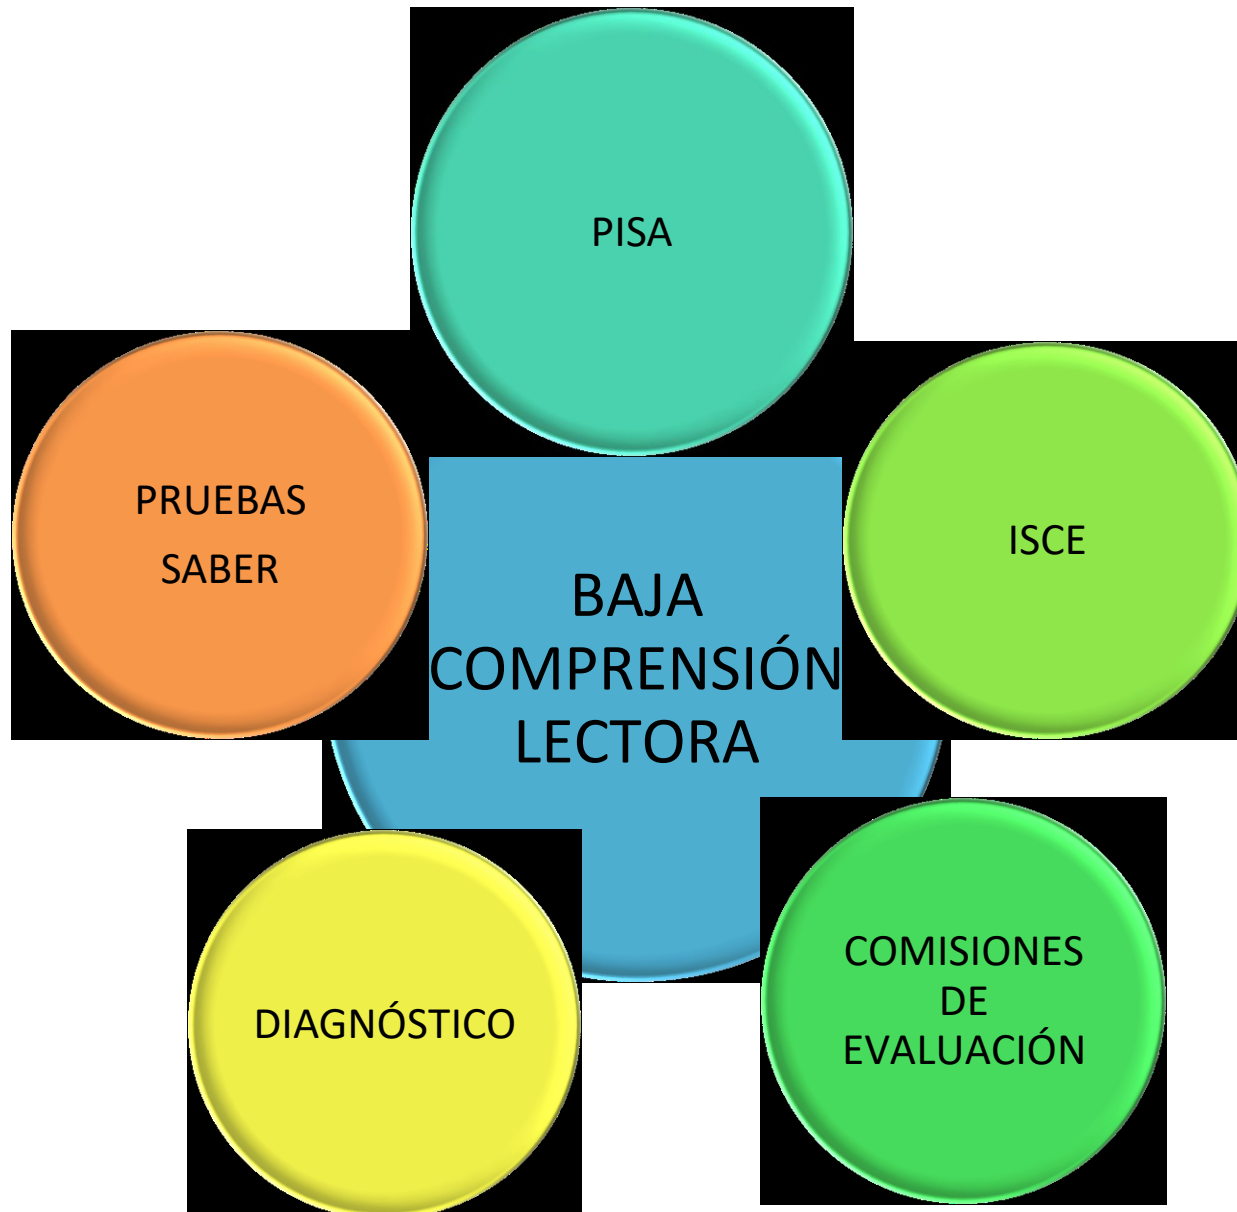 PISA
PRUEBAS
SABER
ISCE
BAJA
COMPRENSIÓN
LECTORA
DIAGNÓSTICO
COMISIONES
DE
EVALUACIÓN